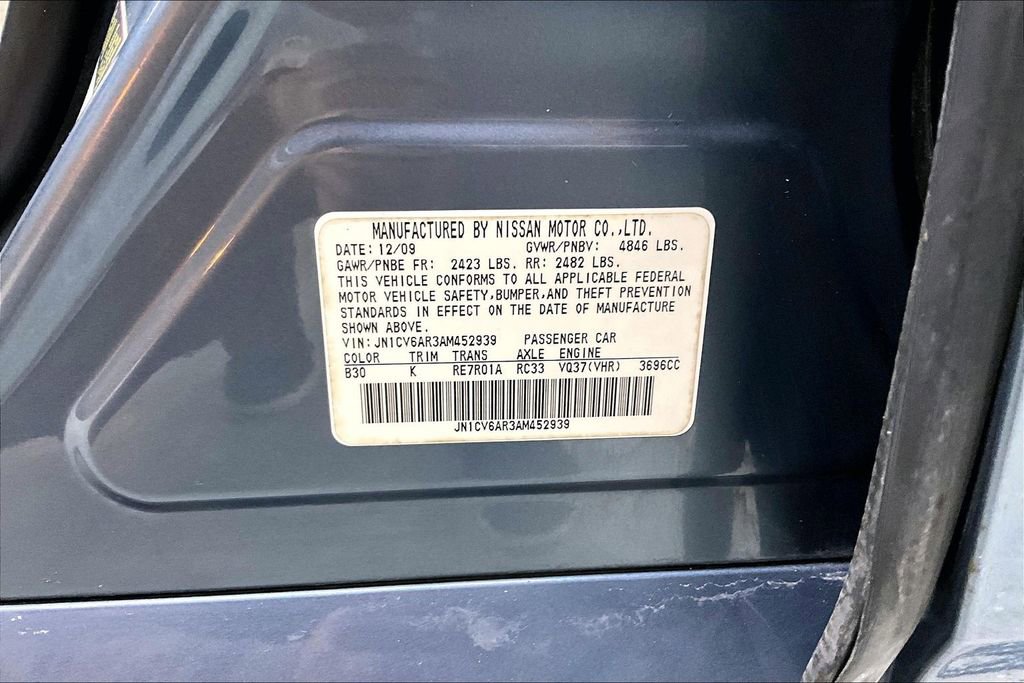 MANUFACTURED BY NISSAN MOTOR CO.,LTD.
DATE: 12/09 GVWR/PNBV: 4846 LBS.
GAWR/PNBE FR: 2423 LBS. RR: 2482 LBS.
THIS VEHICLE CONFORMS TO ALL APPLICABLE FEDERAL
MOTOR VEHICLE SAFETY,BUMPER,AND THEFT PREVENTION
STANDARDS IN EFFECT ON THE DATE OF MANUFACTURE
SHOWN ABOVE.
VIN: JN1CV6AR3AM452939 PASSENGER CAR
COLOR TRIM TRANS AXLE ENGINE
B30 K RE7R01A RC33 VQ37(VHR) 3696CC
JN1CV6AR3AM452939